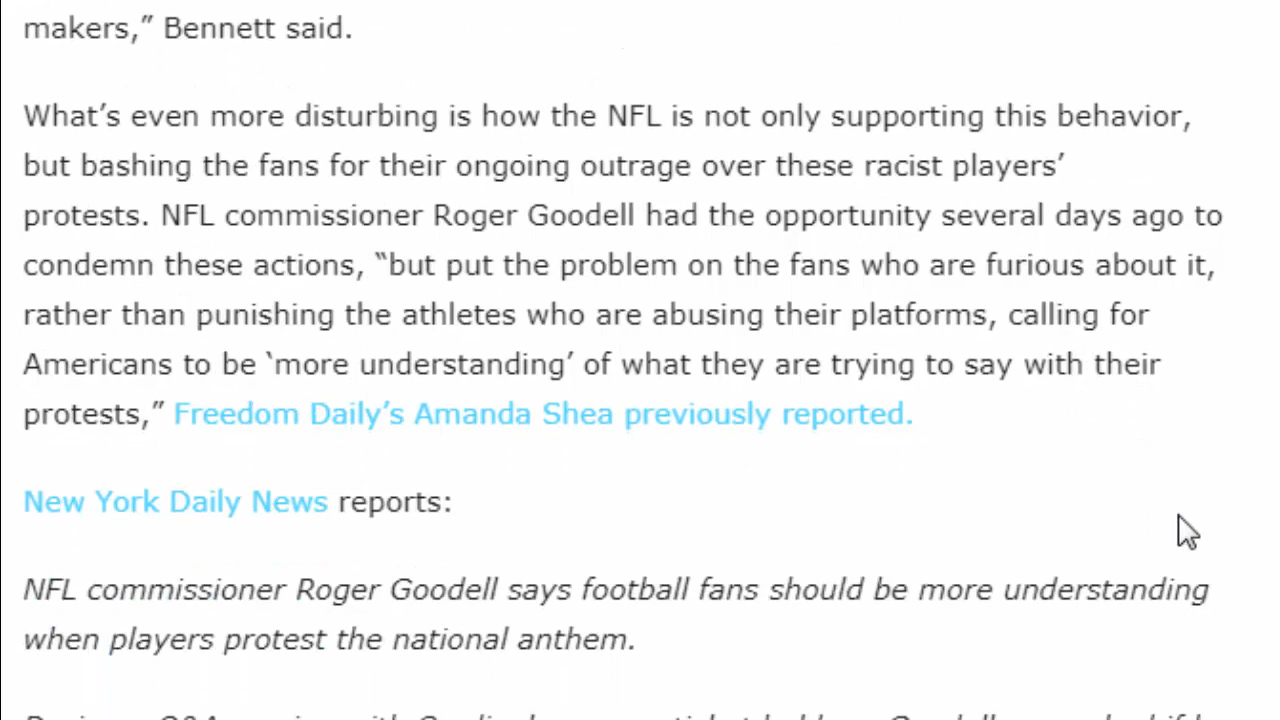 makers,” Bennett said.
What’s even more disturbing is how the NFL is not only supporting this behavior,
but bashing the fans for their ongoing outrage over these racist players’
protests. NFL commissioner Roger Goodell had the opportunity several days ago to
condemn these actions, “but put the problem on the fans who are furious about it,
rather than punishing the athletes who are abusing their platforms, calling for
Americans to be ‘more understanding’ of what they are trying to say with their
protests,” Freedom Daily’s Amanda Shea previously reported.
New York Daily News reports:
NFL commissioner Roger Goodell says football fans should be more understanding
when players protest the national anthem.